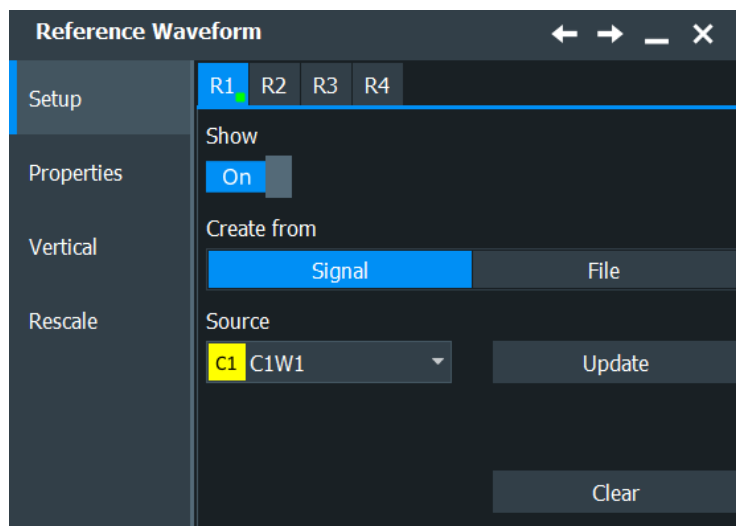 Reference Waveform
Setup
Properties
Vertical
Rescale
R1 R2 R3 R4
Show
On
Create from
Signal File
Source
C1 C1W1 Update
Clear